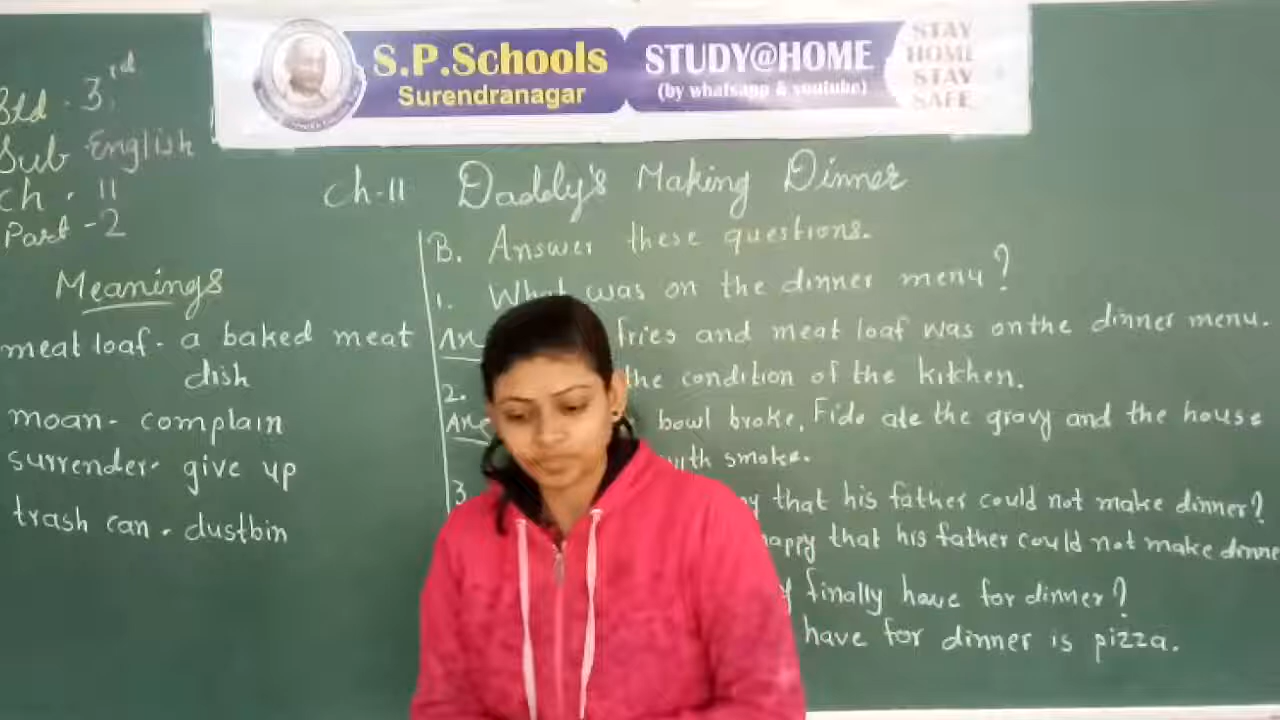 S.P.Schools
Surendranagar
STUDY@HOME
(by whatsapp & youtube)
STAY
HOME
STAY
SAFE
Std. 3rd
Sub English
Ch. 11
Part-2
Ch-11 Daddy's Making Dinner
Meanings
meat loaf - a baked meat
dish
moan - complain
surrender - give up
trash can - dustbin
B. Answer these questions.
1. What was on the dinner menu?
fries and meat loaf was on the dinner menu.
2. the condition of the kitchen.
Ans bowl broke, Fido ate the gravy and the house
with smoke.
3. that his father could not make dinner?
happy that his father could not make dinne
finally have for dinner?
have for dinner is pizza.